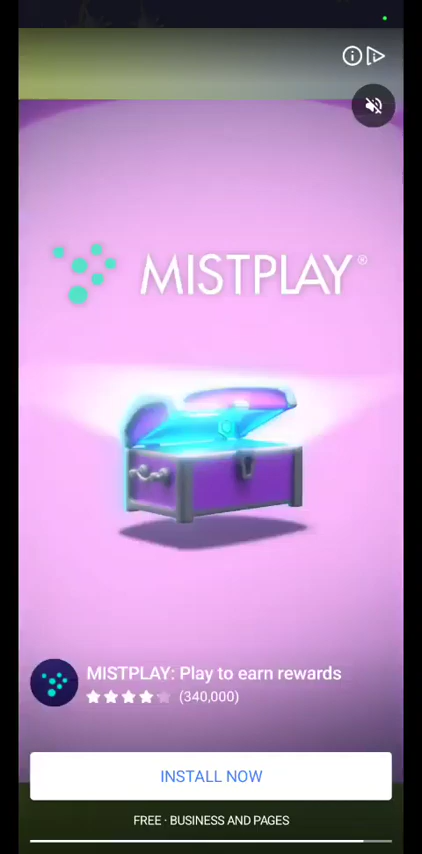 MISTPLAY®
MISTPLAY: Play to earn rewards
(340,000)
INSTALL NOW
FREE · BUSINESS AND PAGES